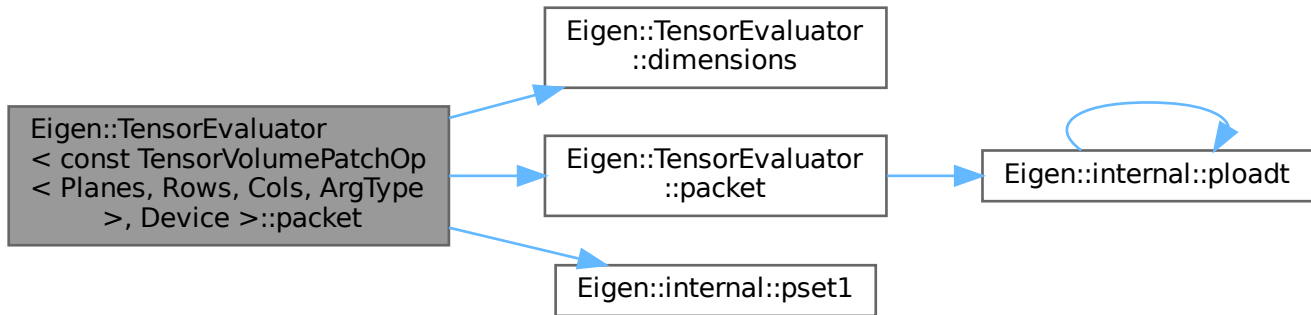 Eigen::TensorEvaluator
< const TensorVolumePatchOp
< Planes, Rows, Cols, ArgType
>, Device >::packet
Eigen::TensorEvaluator
::dimensions
Eigen::TensorEvaluator
::packet
Eigen::internal::pset1
Eigen::internal::ploadt